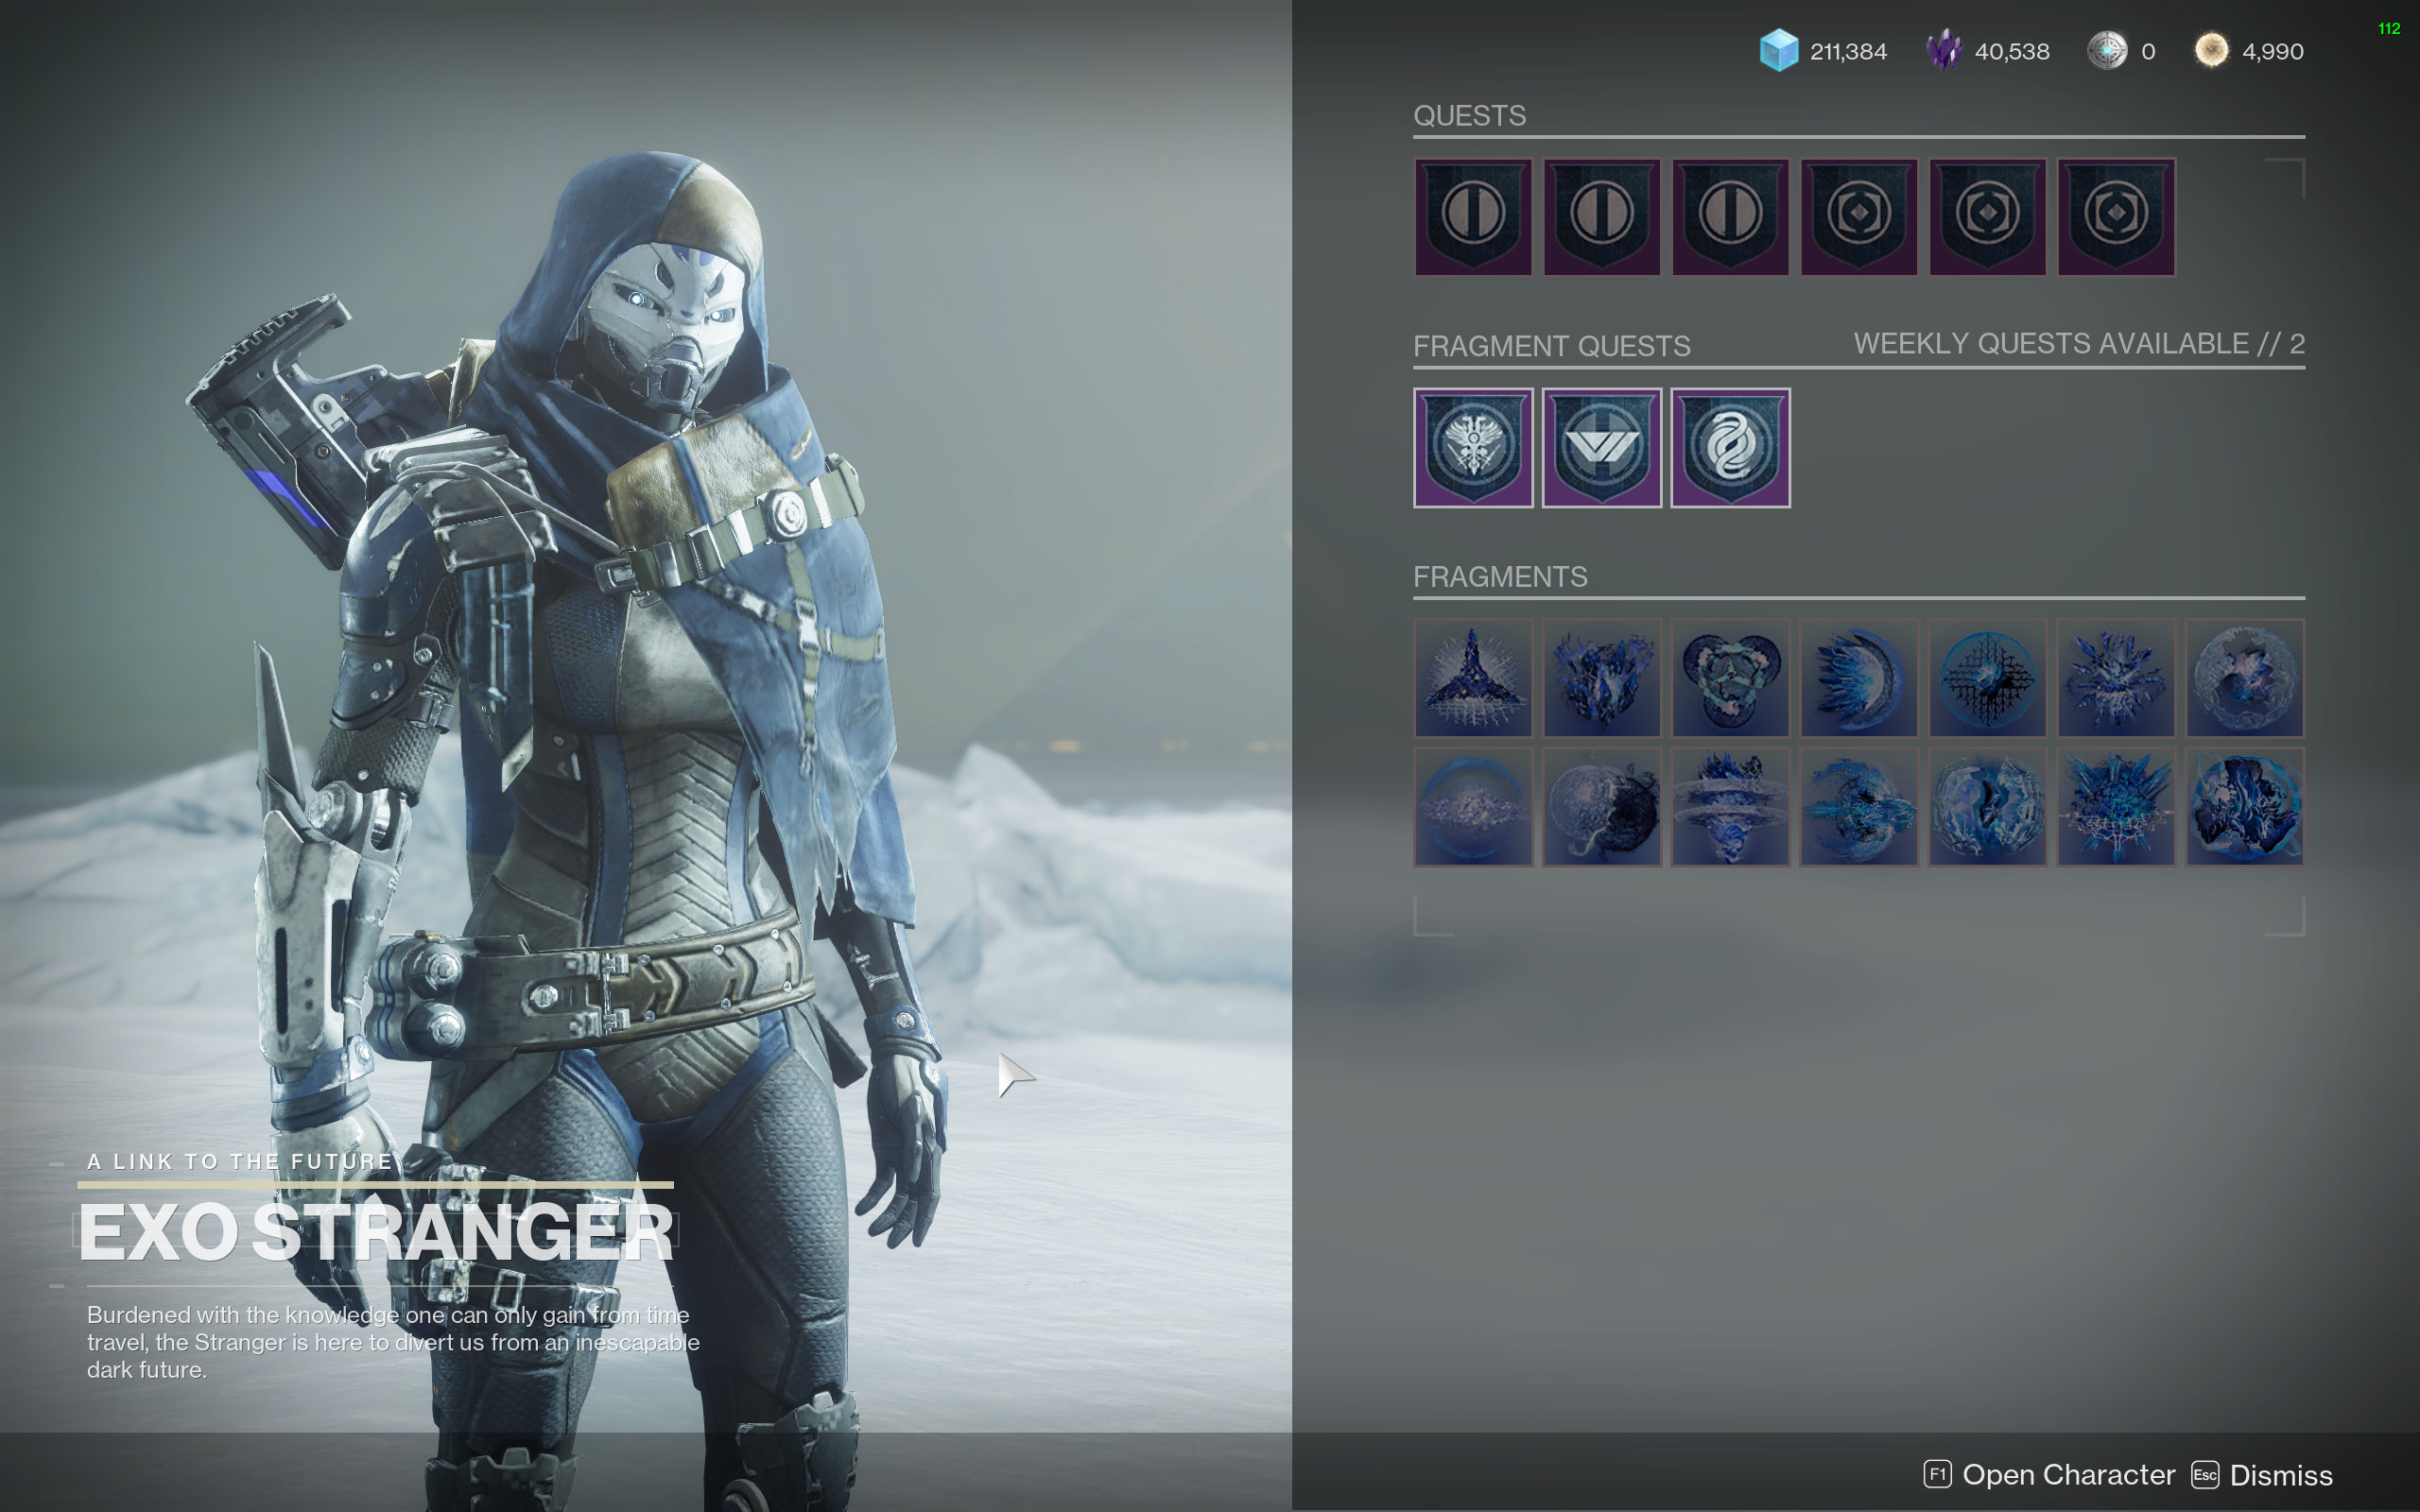 112
211,384
40,538
0
4,990
QUESTS
FRAGMENT QUESTS
WEEKLY QUESTS AVAILABLE // 2
FRAGMENTS
A LINK TO THE FUTURE
EXO STRANGER
Burdened with the knowledge one can only gain from time
travel, the Stranger is here to divert us from an inescapable
dark future.
F1 Open Character
Esc Dismiss